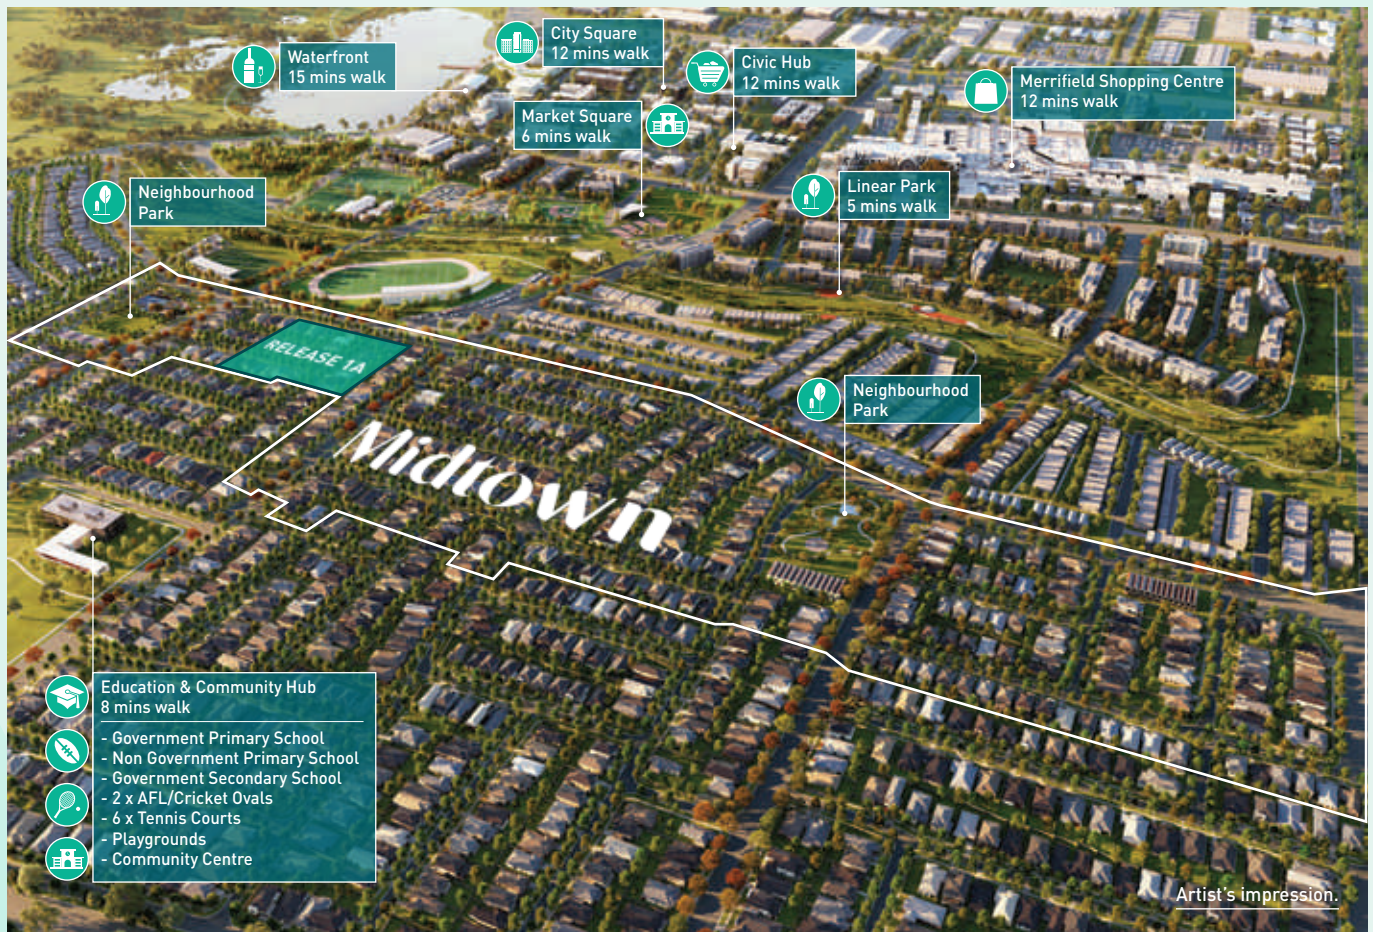 City Square
12 mins walk
Waterfront
15 mins walk
Civic Hub
12 mins walk
Merrifield Shopping Centre
12 mins walk
Market Square
6 mins walk
Neighbourhood
Park
Linear Park
5 mins walk
RELEASE 1A
Neighbourhood
Park
Midtown
Education & Community Hub
8 mins walk
- Government Primary School
- Non Government Primary School
- Government Secondary School
- 2 x AFL/Cricket Ovals
- 6 x Tennis Courts
- Playgrounds
- Community Centre
Artist's impression.